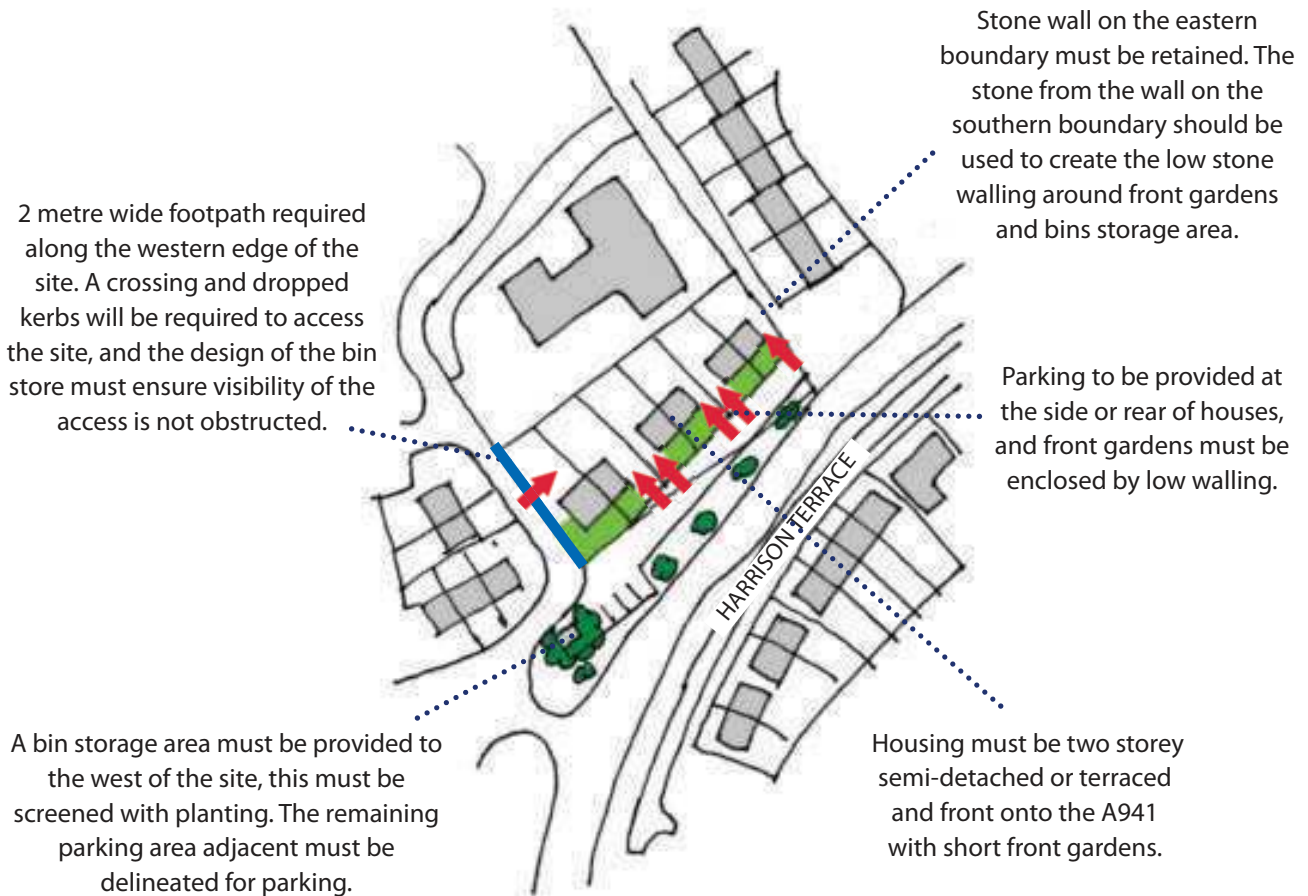 Stone wall on the eastern
boundary must be retained. The
stone from the wall on the
southern boundary should be
used to create the low stone
walling around front gardens
and bins storage area.
2 metre wide footpath required
along the western edge of the
site. A crossing and dropped
kerbs will be required to access
the site, and the design of the bin
store must ensure visibility of the
access is not obstructed.
Parking to be provided at
the side or rear of houses,
and front gardens must be
enclosed by low walling.
HARRISON TERRACE
A bin storage area must be provided to
the west of the site, this must be
screened with planting. The remaining
parking area adjacent must be
delineated for parking.
Housing must be two storey
semi-detached or terraced
and front onto the A941
with short front gardens.